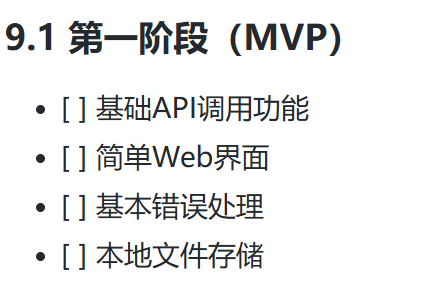 9.1 第一阶段（MVP）
• [ ] 基础API调用功能
• [ ] 简单Web界面
• [ ] 基本错误处理
• [ ] 本地文件存储